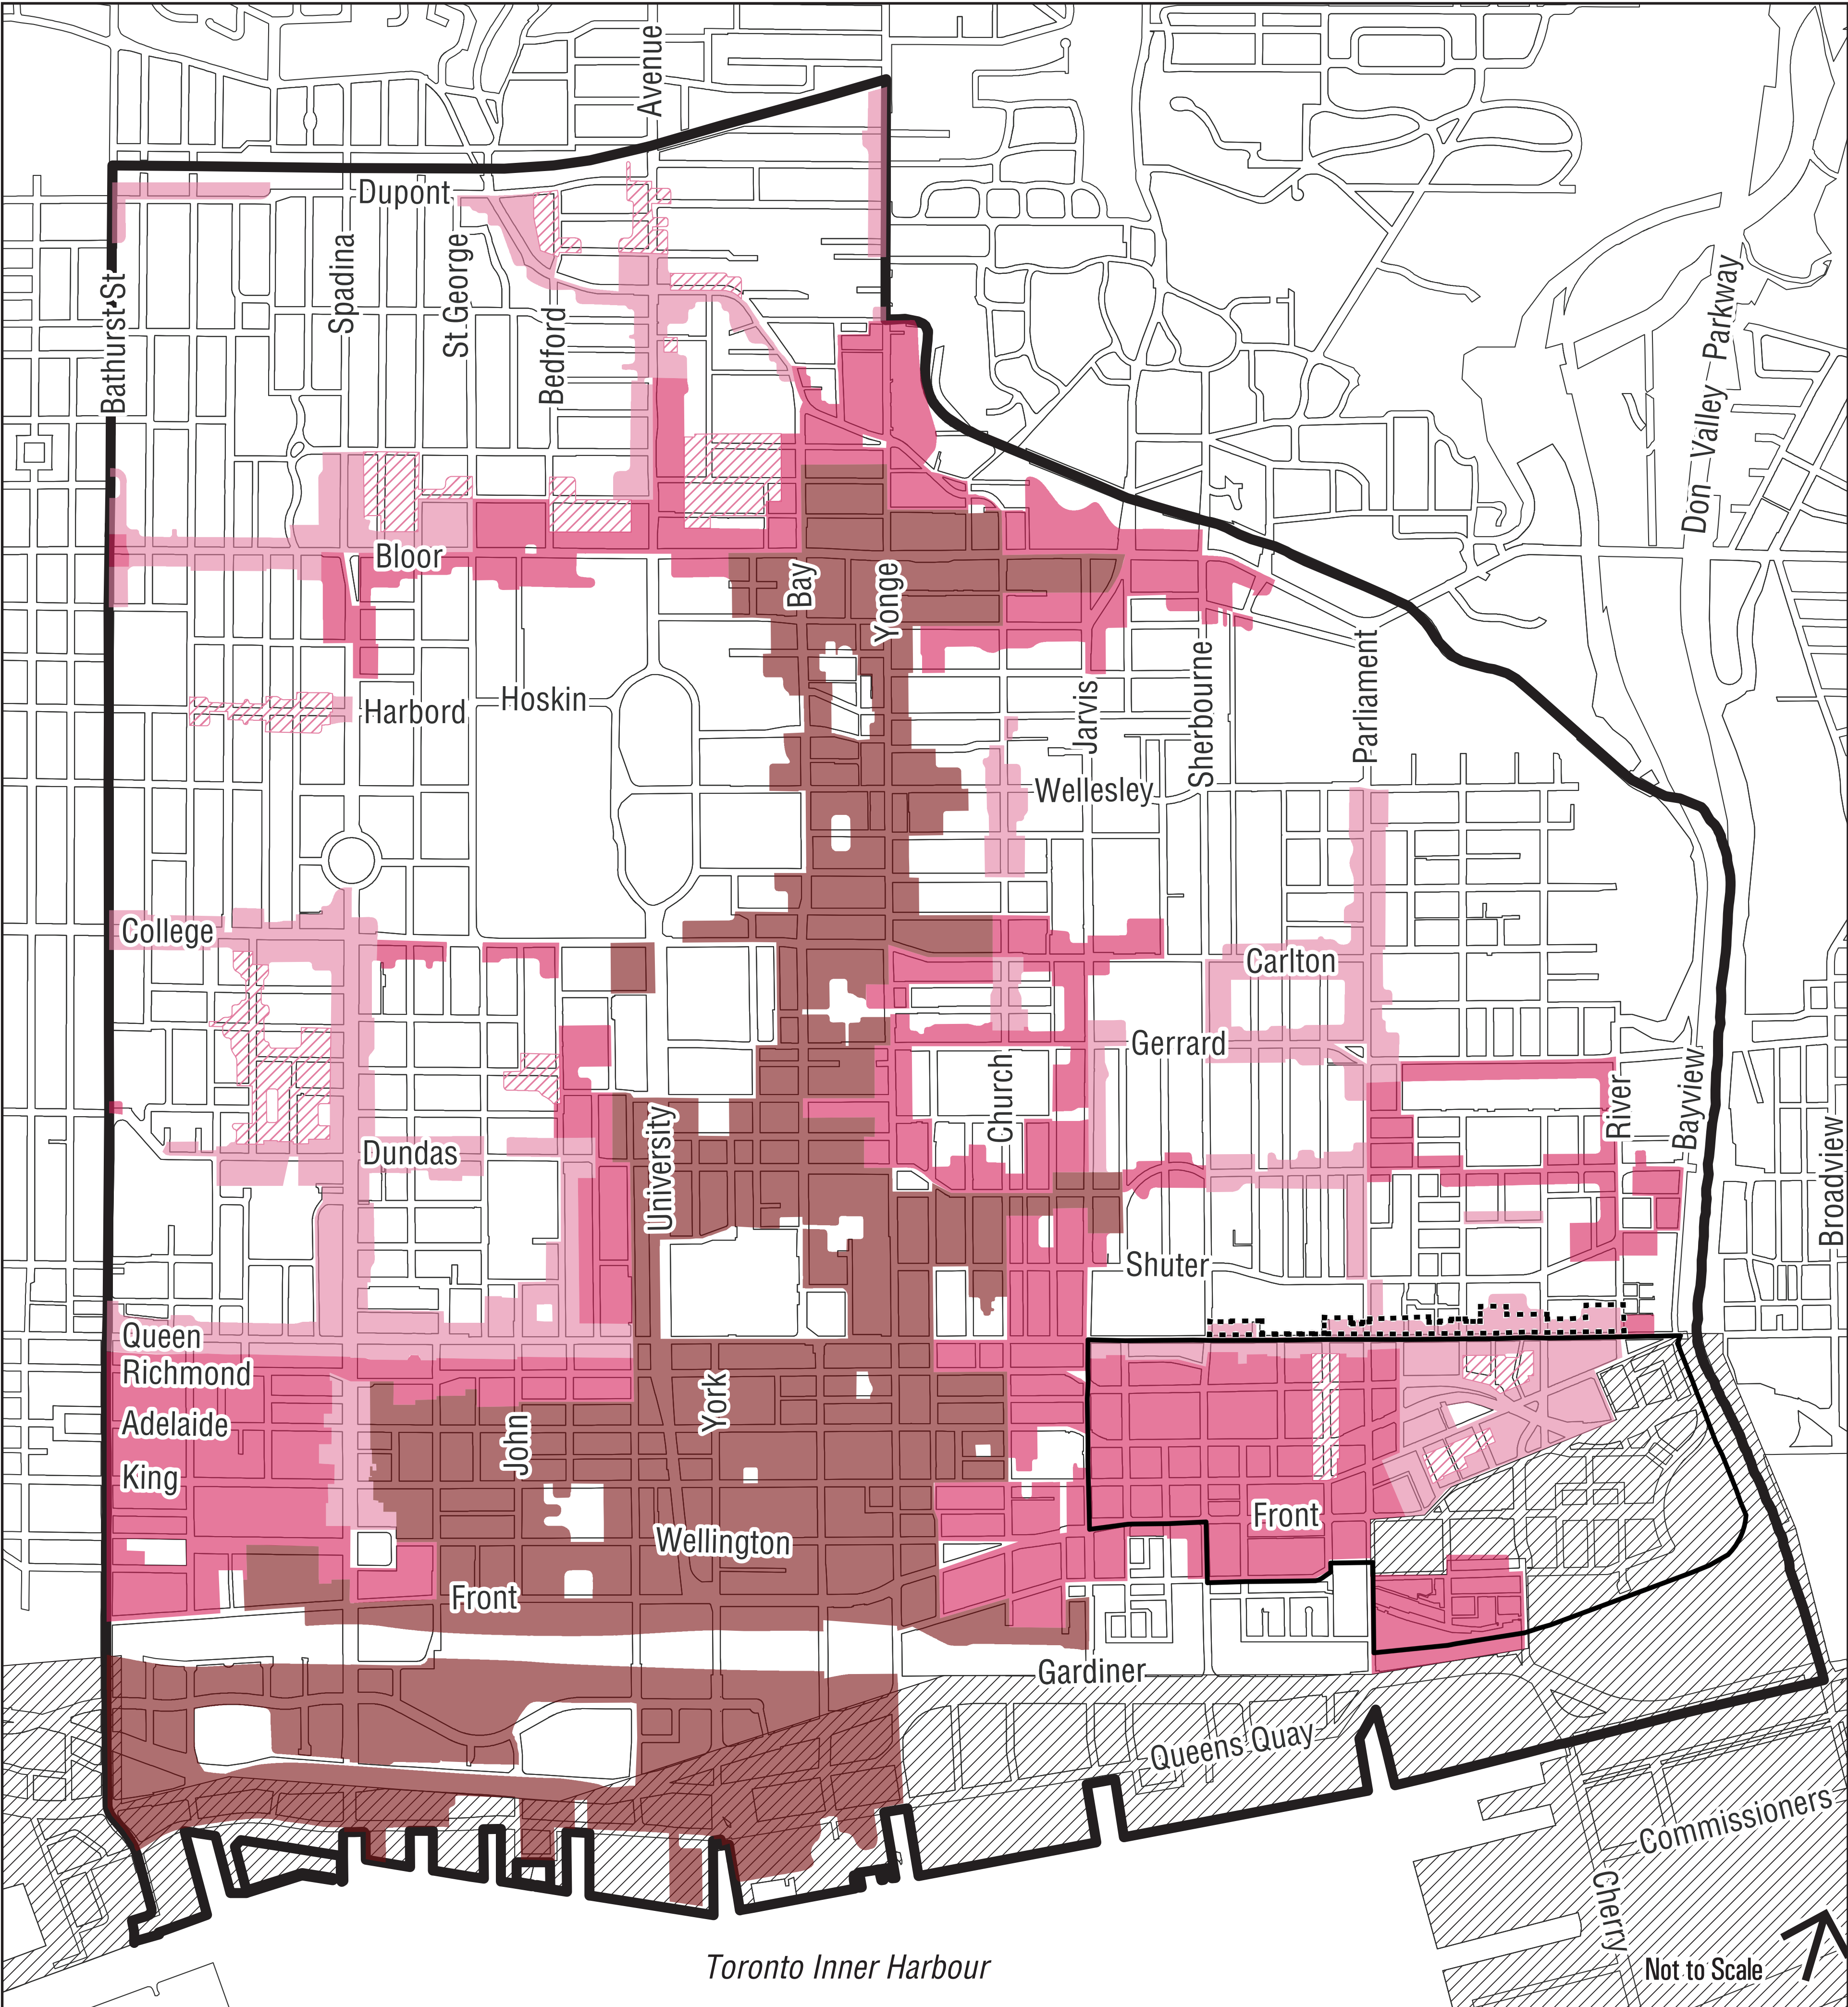 Avenue
Dupont
Bathurst St
Spadina
St George
Bedford
Don Valley Parkway
Bloor
Bay
Yonge
Harbord
Hoskin
Jarvis
Sherbourne
Parliament
Wellesley
College
Carlton
Gerrard
Church
River
Bayview
Broadview
Dundas
University
Shuter
Queen
Richmond
Adelaide
King
John
York
Front
Wellington
Front
Gardiner
Queens Quay
Commissioners
Cherry
Toronto Inner Harbour
Not to Scale